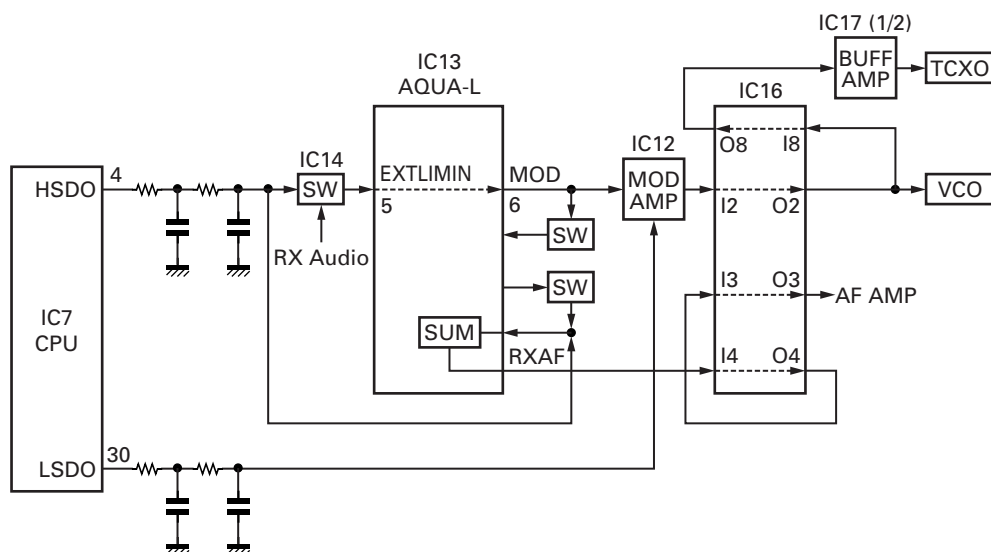 IC17 (1/2)
BUFF
AMP
TCXO
IC13
AQUA-L
IC16
IC14
IC12
O8 I8
4
HSDO
SW
EXTLIMIN
MOD
MOD
AMP
VCO
5
6
I2 O2
RX Audio
SW
SW
I3 O3
AF AMP
IC7
CPU
SUM
RXAF
I4 O4
30
LSDO